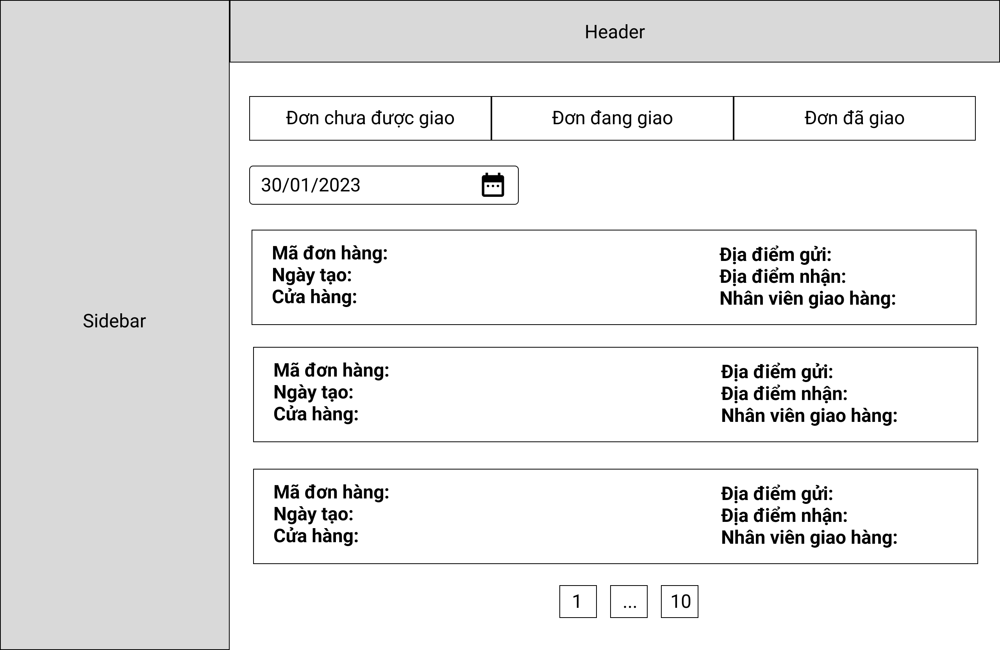 Header
Sidebar
Đơn chưa được giao
Đơn đang giao
Đơn đã giao
30/01/2023
Mã đơn hàng:
Ngày tạo:
Cửa hàng:
Địa điểm gửi:
Địa điểm nhận:
Nhân viên giao hàng:
Mã đơn hàng:
Ngày tạo:
Cửa hàng:
Địa điểm gửi:
Địa điểm nhận:
Nhân viên giao hàng:
Mã đơn hàng:
Ngày tạo:
Cửa hàng:
Địa điểm gửi:
Địa điểm nhận:
Nhân viên giao hàng:
1
...
10